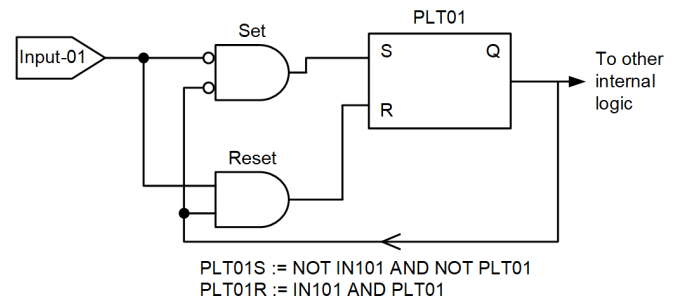 PLT01
Set
Input-01
S
Q
To other
internal
logic
R
Reset
PLT01S := NOT IN101 AND NOT PLT01
PLT01R := IN101 AND PLT01